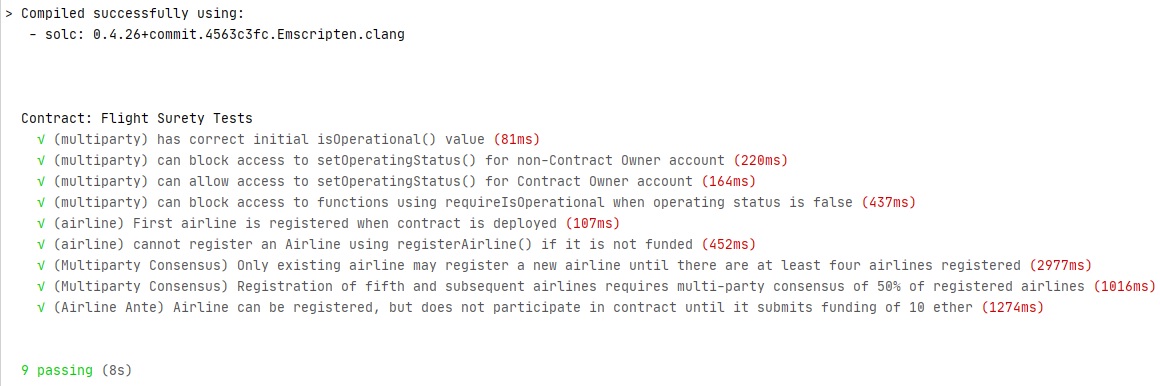 > Compiled successfully using:
- solc: 0.4.26+commit.4563c3fc.Emscripten.clang
Contract: Flight Surety Tests
√ (multiparty) has correct initial isOperational() value (81ms)
√ (multiparty) can block access to setOperatingStatus() for non-Contract Owner account (220ms)
√ (multiparty) can allow access to setOperatingStatus() for Contract Owner account (164ms)
√ (multiparty) can block access to functions using requireIsOperational when operating status is false (437ms)
√ (airline) First airline is registered when contract is deployed (107ms)
√ (airline) cannot register an Airline using registerAirline() if it is not funded (452ms)
√ (Multiparty Consensus) Only existing airline may register a new airline until there are at least four airlines registered (2977ms)
√ (Multiparty Consensus) Registration of fifth and subsequent airlines requires multi-party consensus of 50% of registered airlines (1016ms)
√ (Airline Ante) Airline can be registered, but does not participate in contract until it submits funding of 10 ether (1274ms)
9 passing (8s)